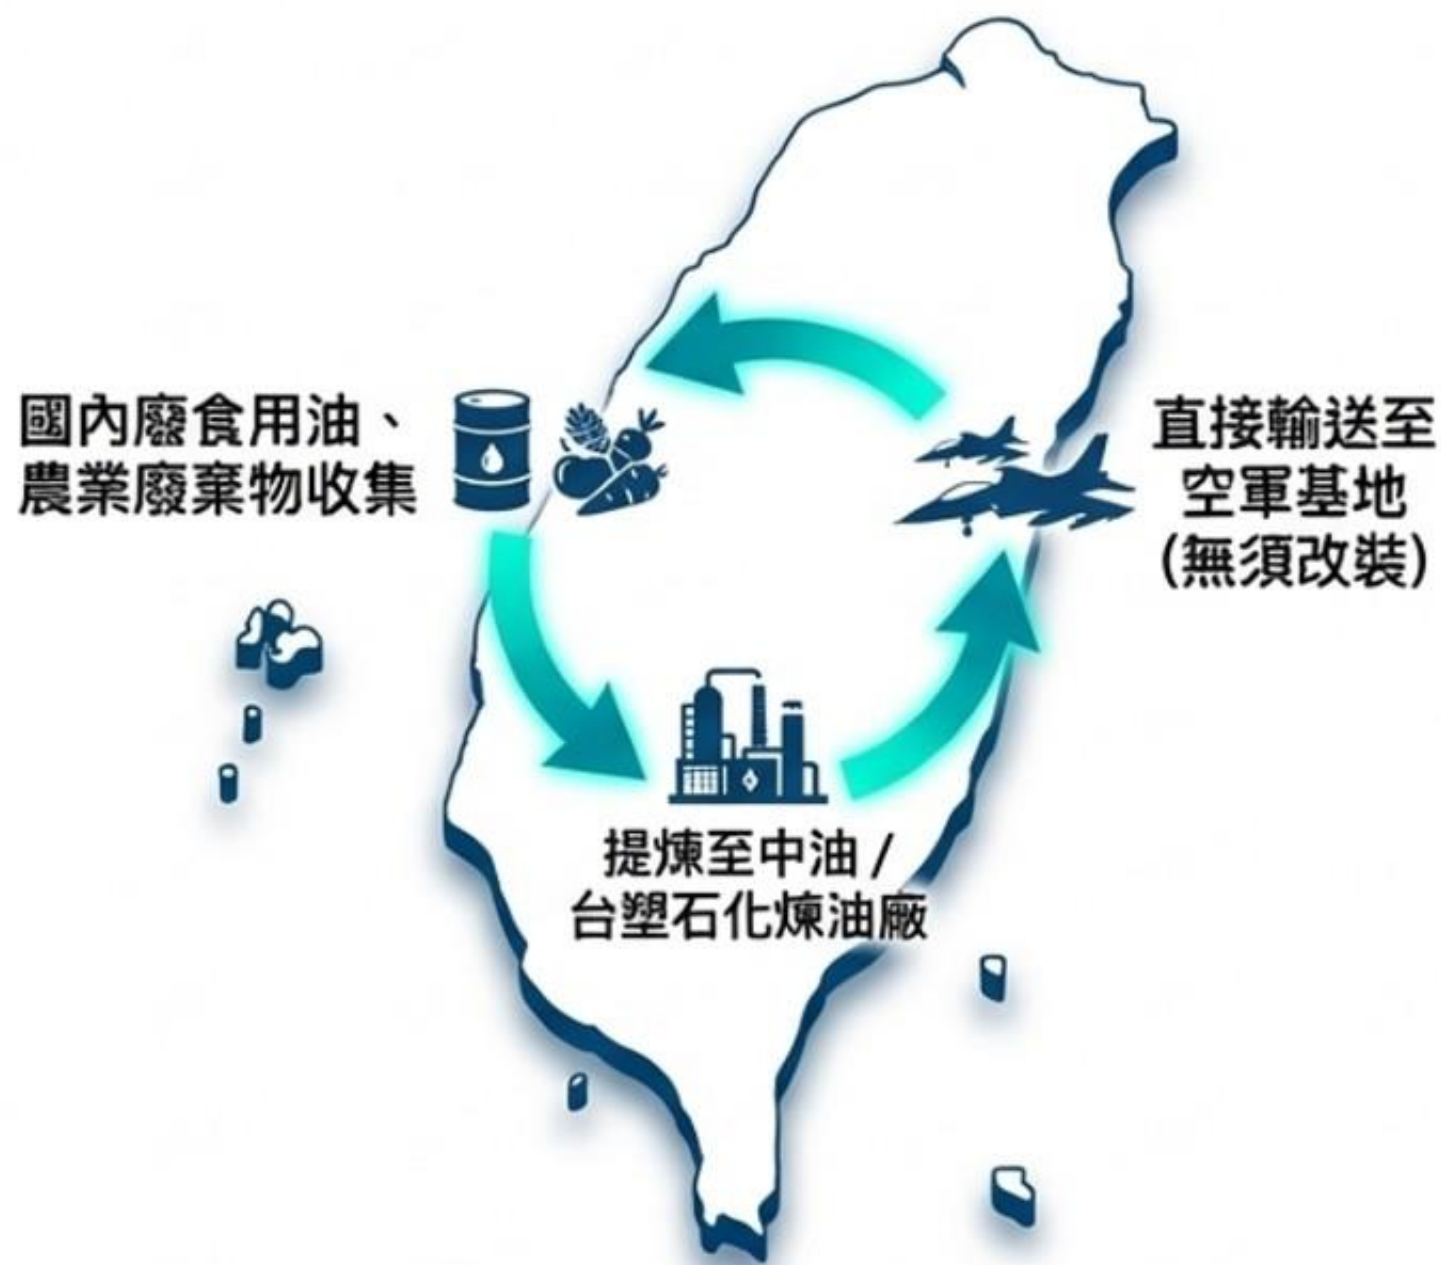 國內廢食用油、
農業廢棄物收集
直接輸送至
空軍基地
(無須改裝)
提煉至中油/
台塑石化煉油廠